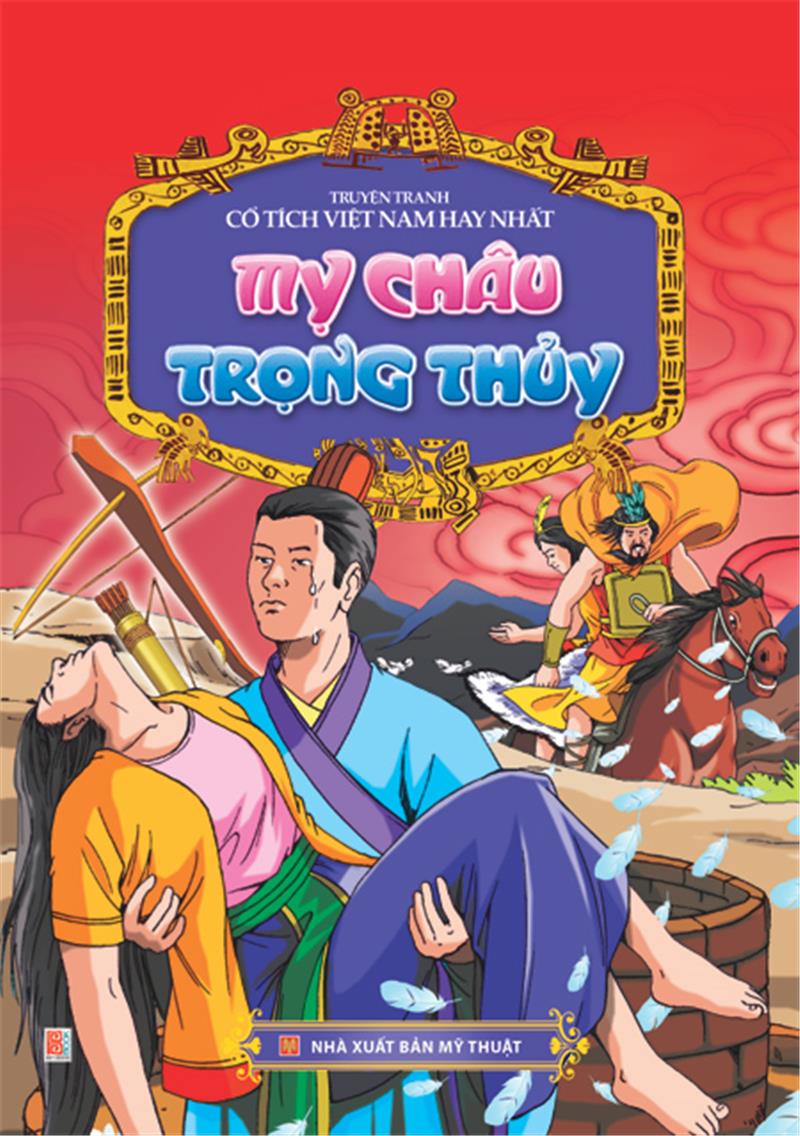 TRUYỆN TRANH
CỔ TÍCH VIỆT NAM HAY NHẤT
MỴ CHÂU
TRỌNG THỦY
NHÀ XUẤT BẢN MỸ THUẬT